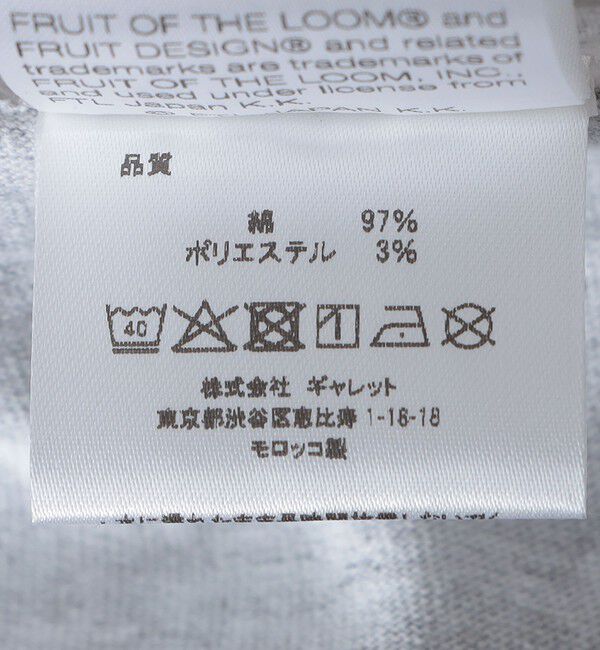 FRUIT OF THE LOOM® and
FRUIT DESIGN® and related
trademarks are trademarks of
FRUIT OF THE LOOM, INC.,
and used under license from
FTL Japan K.K.
品質
綿 97%
ポリエステル 3%
40
株式会社 ギャレット
東京都渋谷区恵比寿 1-16-18
モロッコ製